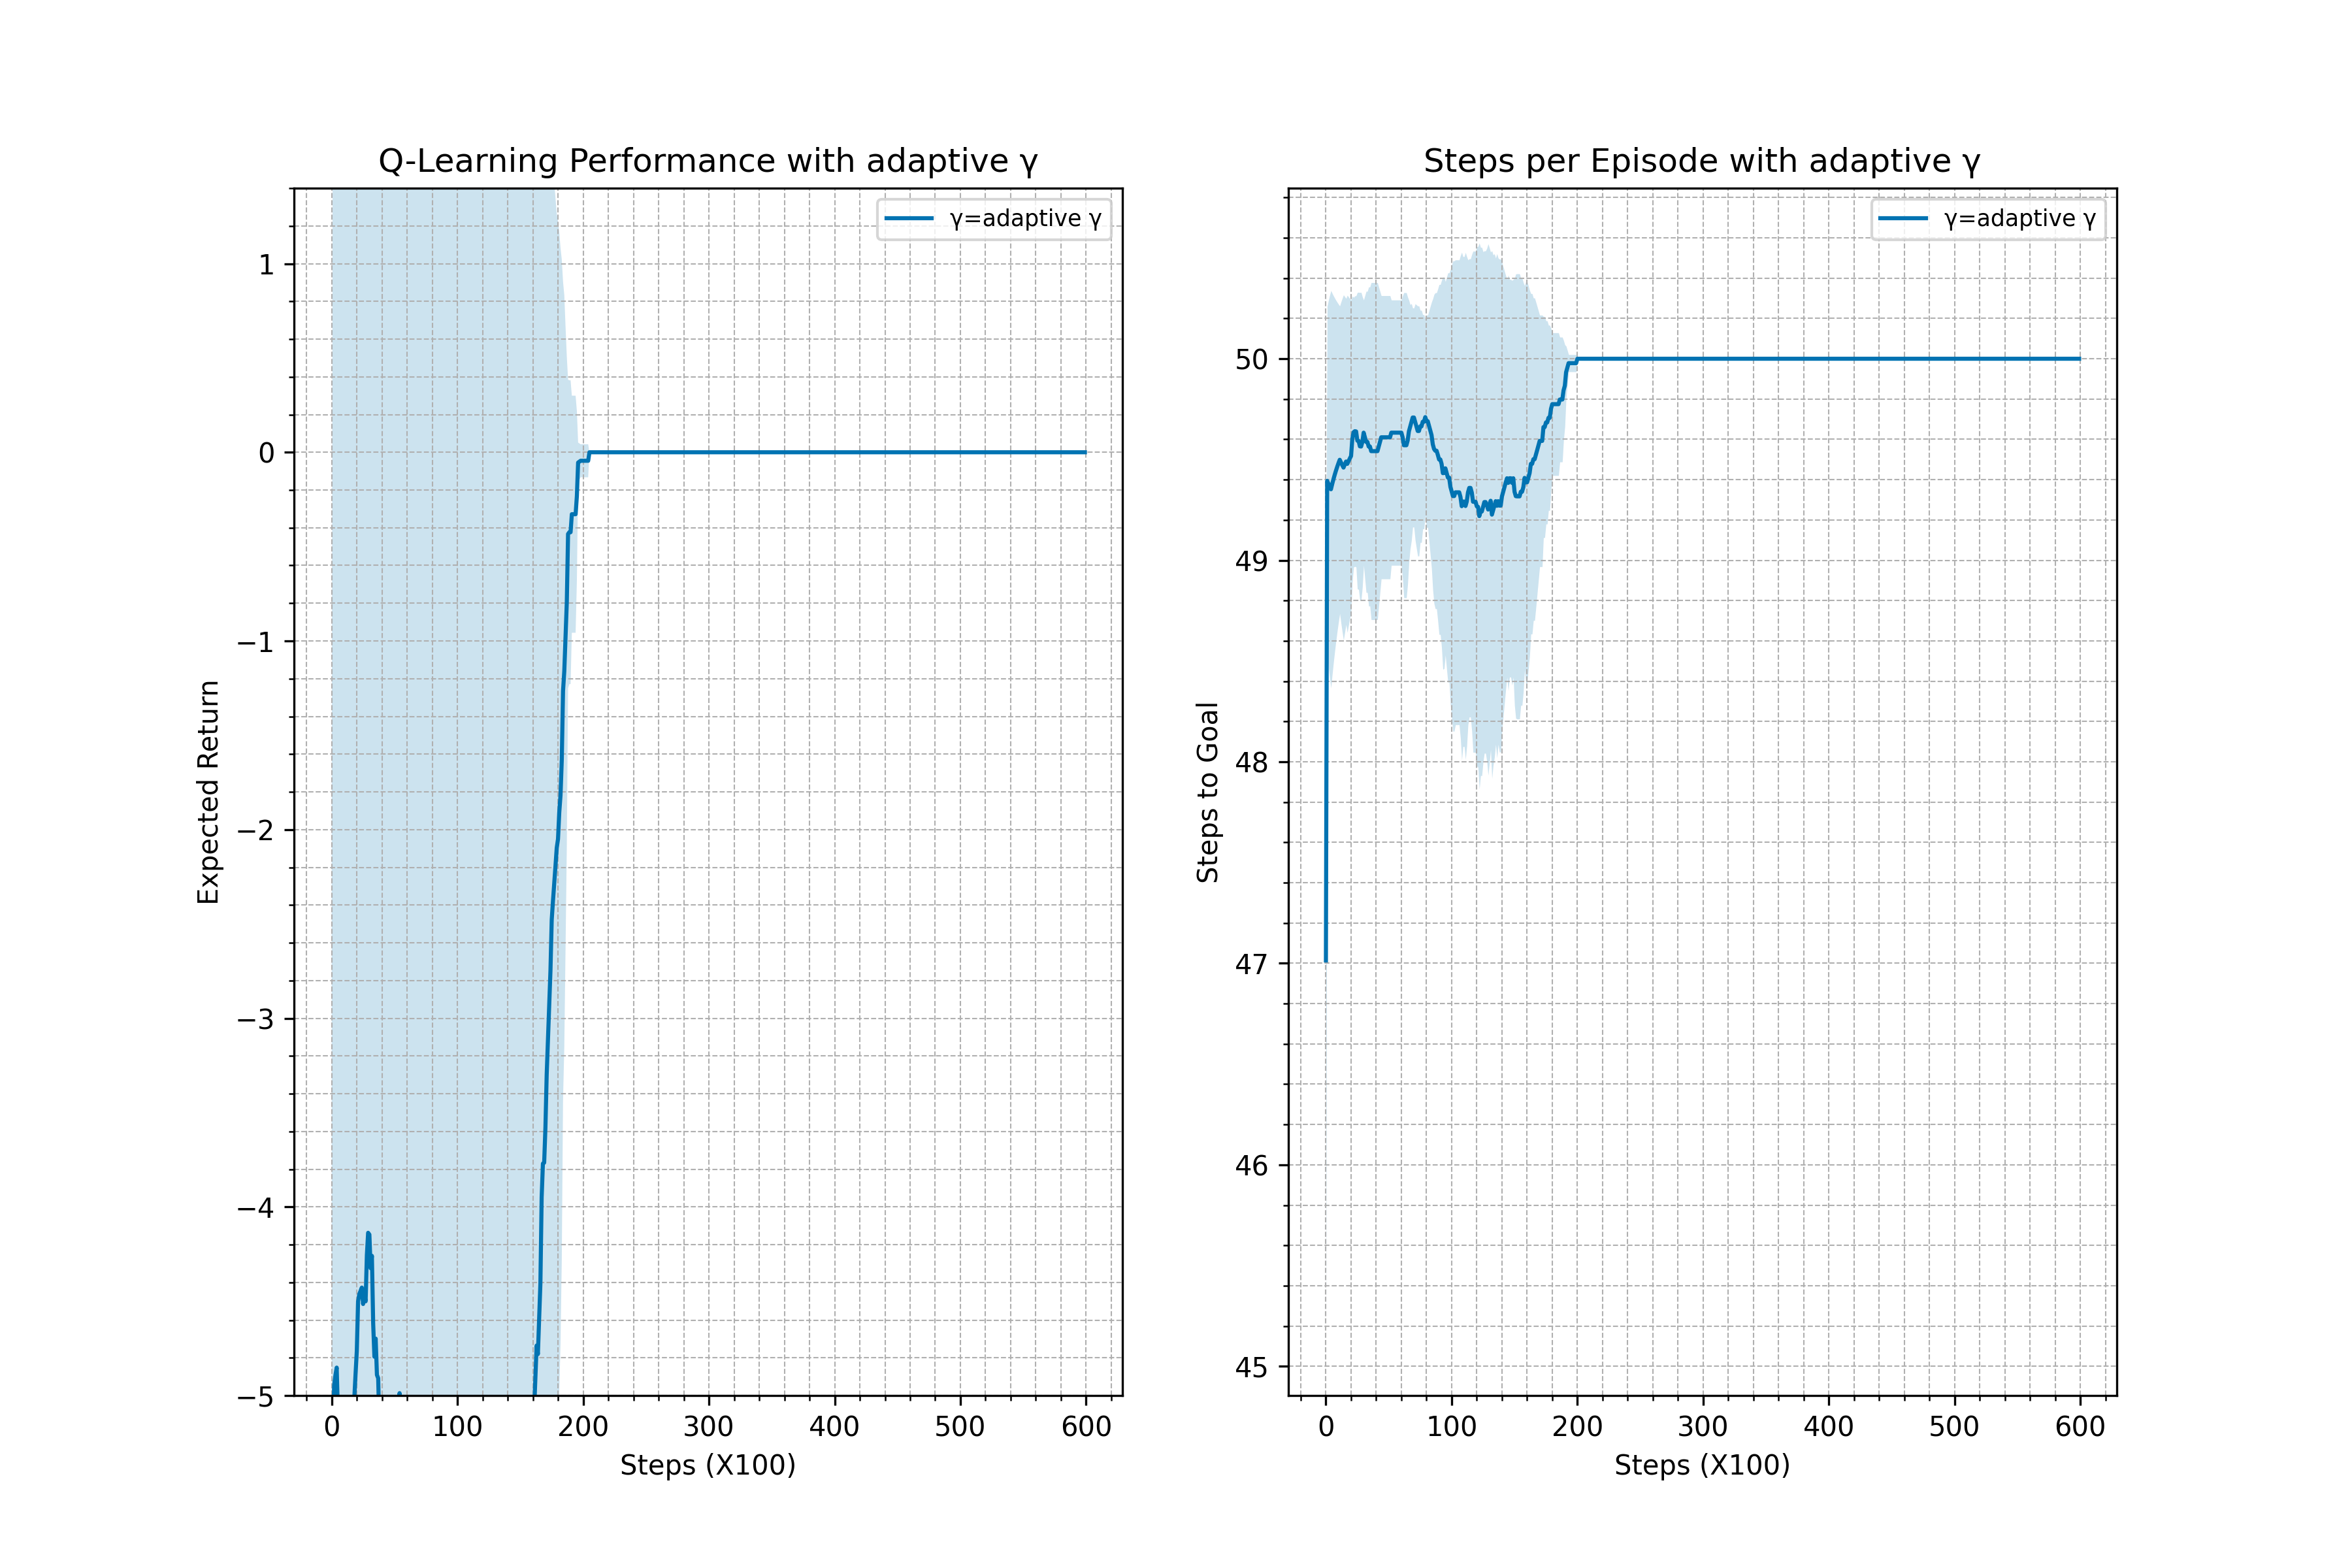 Q-Learning Performance with adaptive γ
γ=adaptive γ
1
0
−1
−2
−3
−4
−5
Expected Return
0 100 200 300 400 500 600
Steps (X100)
Steps per Episode with adaptive γ
γ=adaptive γ
50
49
48
47
46
45
Steps to Goal
0 100 200 300 400 500 600
Steps (X100)